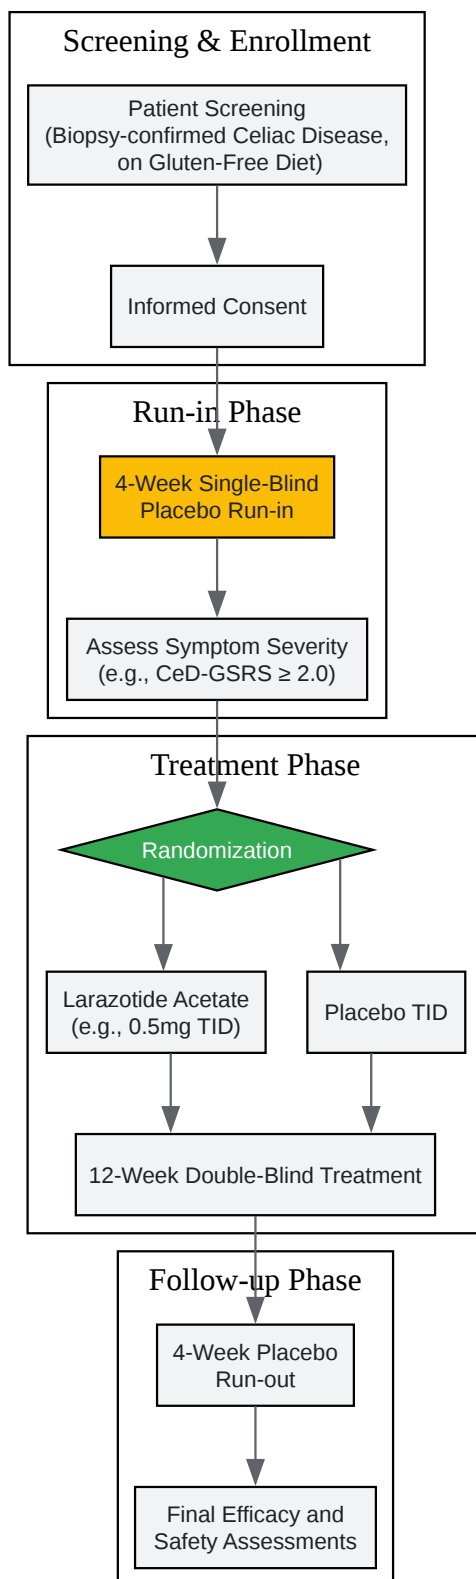 Screening & Enrollment
Patient Screening
(Biopsy-confirmed Celiac Disease,
on Gluten-Free Diet)
Informed Consent
Run-in Phase
4-Week Single-Blind
Placebo Run-in
Assess Symptom Severity
(e.g., CeD-GSRS ≥ 2.0)
Treatment Phase
Randomization
Larazotide Acetate
(e.g., 0.5mg TID)
Placebo TID
12-Week Double-Blind Treatment
Follow-up Phase
4-Week Placebo
Run-out
Final Efficacy and
Safety Assessments